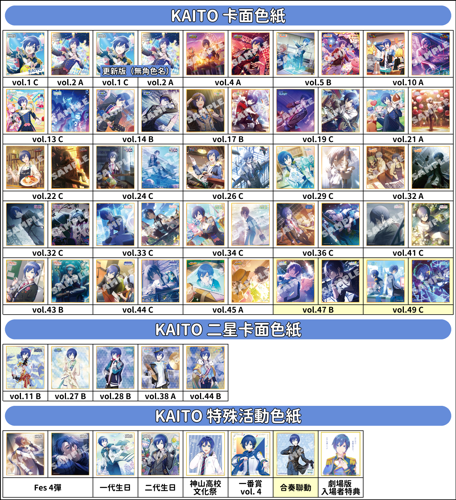 KAITO 卡面色紙
更新版（無角色名）
vol.1 C vol.2 A vol.1 C vol.2 A vol.4 A vol.5 B vol.10 A
vol.13 C vol.14 B vol.17 B vol.19 C vol.21 A
vol.22 C vol.24 C vol.26 C vol.29 C vol.32 A
vol.32 C vol.33 C vol.34 C vol.36 C vol.41 C
vol.43 B vol.44 C vol.45 A vol.47 B vol.49 C
KAITO 二星卡面色紙
vol.11 B vol.27 B vol.28 B vol.38 A vol.44 B
KAITO 特殊活動色紙
Fes 4彈 一代生日 二代生日 神山高校 一番賞 合奏聯動 劇場版
文化祭 vol. 4 入場者特典